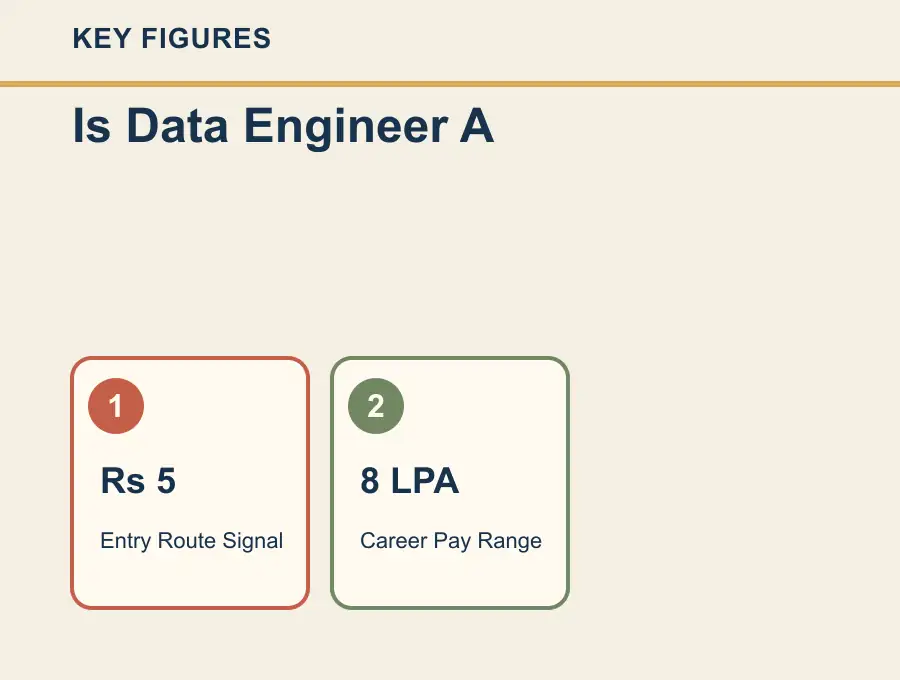 KEY FIGURES
Is Data Engineer A
1
Rs 5
Entry Route Signal
2
8 LPA
Career Pay Range